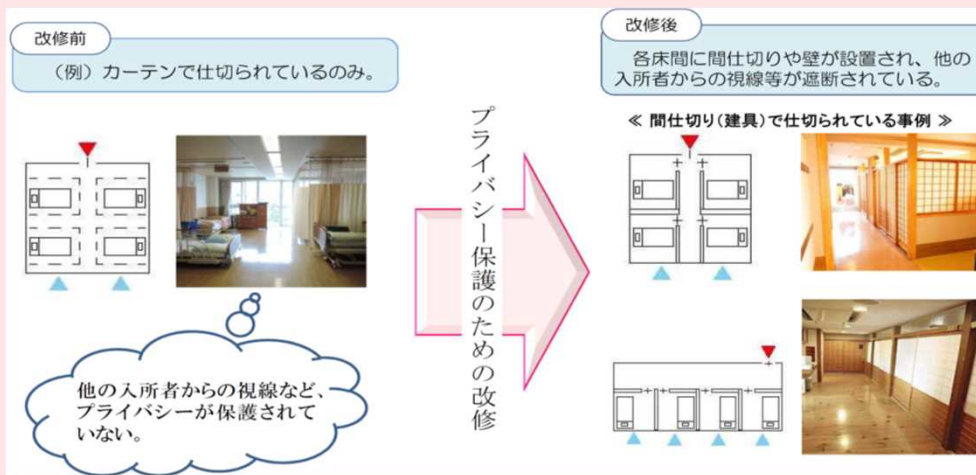 改修前
（例）カーテンで仕切られているのみ。
他の入所者からの視線など、
プライバシーが保護されて
いない。
プライバシー保護のための改修
改修後
各床間に間仕切りや壁が設置され、他の
入所者からの視線等が遮断されている。
≪ 間仕切り（建具）で仕切られている事例 ≫